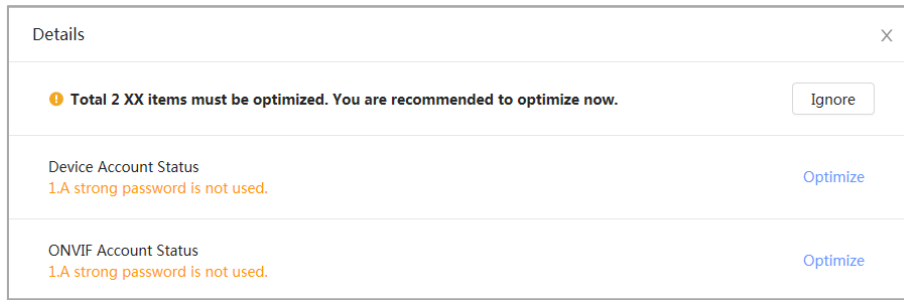 Details
Total 2 XX items must be optimized. You are recommended to optimize now.
Ignore
Device Account Status
1.A strong password is not used.
Optimize
ONVIF Account Status
1.A strong password is not used.
Optimize